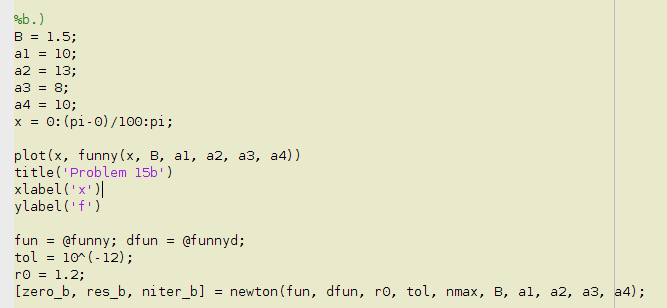 %b.)
B = 1.5;
a1 = 10;
a2 = 13;
a3 = 8;
a4 = 10;
x = 0:(pi-0)/100:pi;
plot(x, funny(x, B, a1, a2, a3, a4))
title('Problem 15b')
xlabel('x')
ylabel('f')
fun = @funny; dfun = @funnyd;
tol = 10^(-12);
r0 = 1.2;
[zero_b, res_b, niter_b] = newton(fun, dfun, r0, tol, nmax, B, a1, a2, a3, a4);